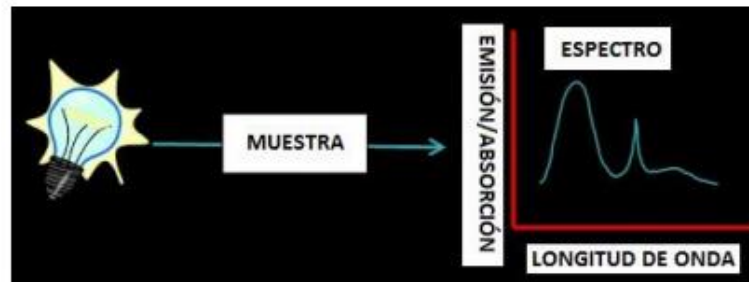 MUESTRA
EMISIÓN/ABSORCIÓN
ESPECTRO
LONGITUD DE ONDA